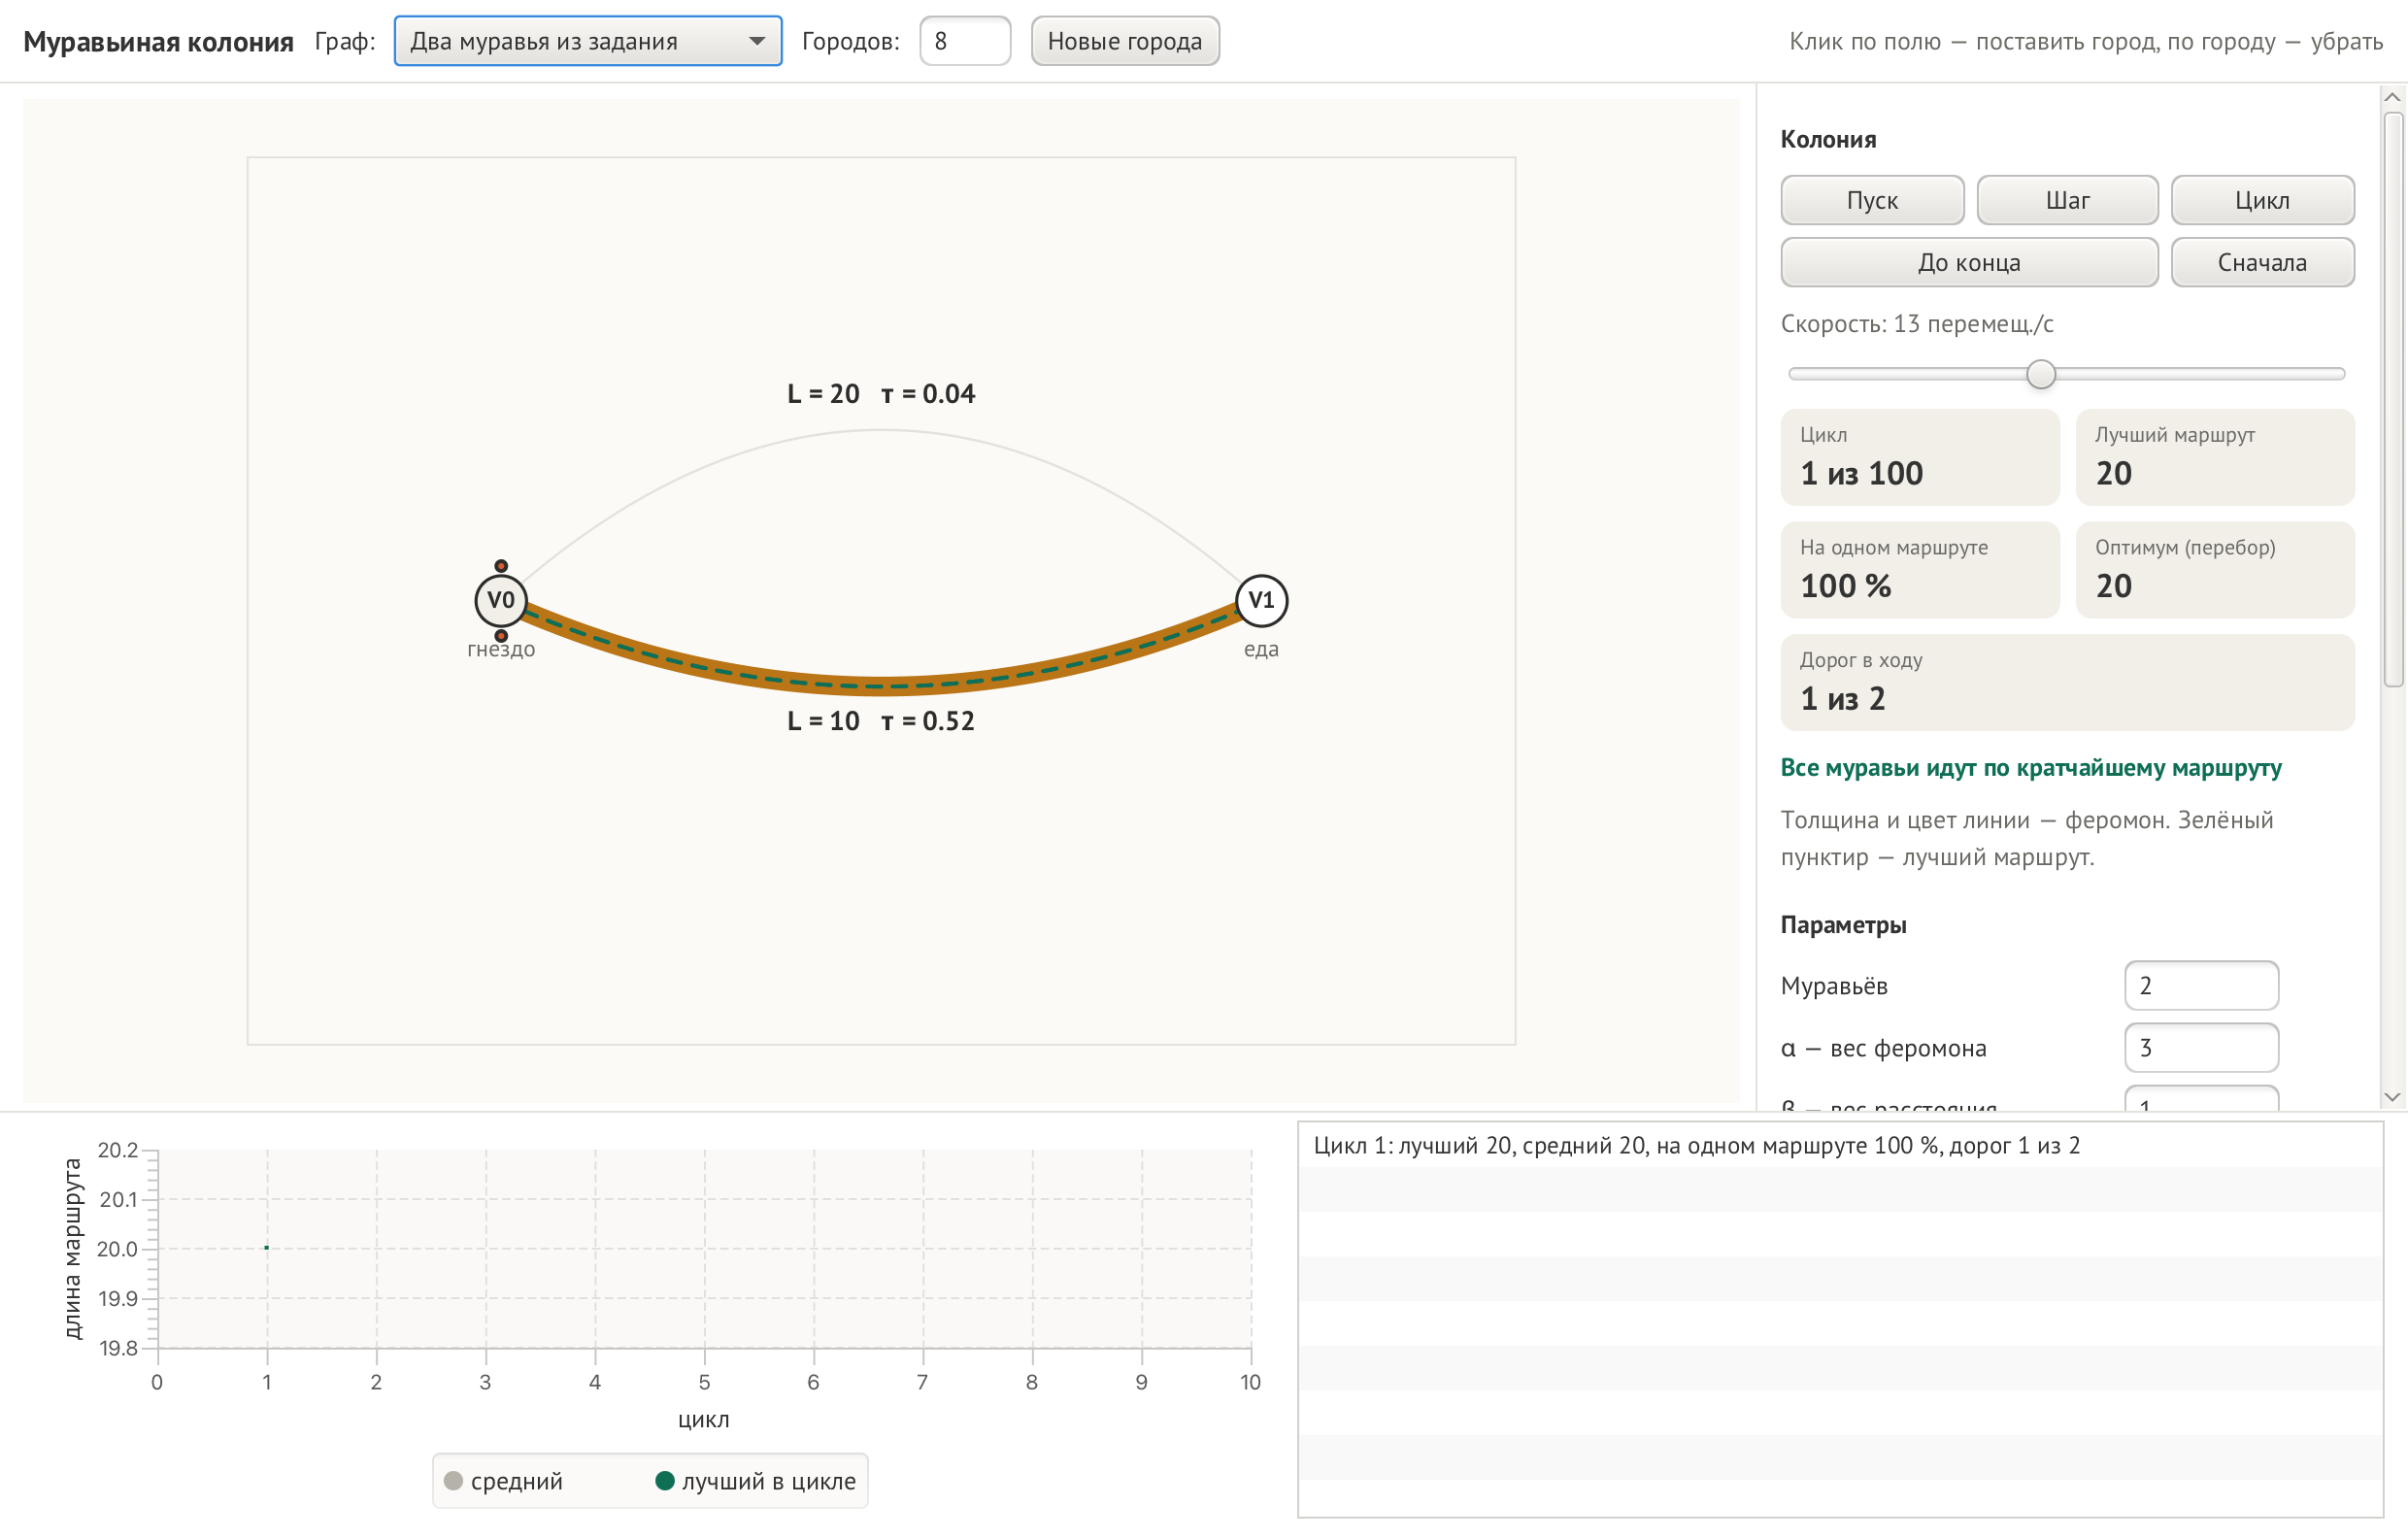 Муравьиная колония Граф: Два муравья из задания Городов: 8 Новые города Клик по полю — поставить город, по городу — убрать
L = 20 τ = 0.04
V0
гнездо
V1
еда
L = 10 τ = 0.52
Колония
Пуск Шаг Цикл
До конца Сначала
Скорость: 13 перемещ./с
Цикл
1 из 100
Лучший маршрут
20
На одном маршруте
100 %
Оптимум (перебор)
20
Дорог в ходу
1 из 2
Все муравьи идут по кратчайшему маршруту
Толщина и цвет линии — феромон. Зелёный
пунктир — лучший маршрут.
Параметры
Муравьёв 2
α — вес феромона 3
β — вес расстояния 1
длина маршрута
20.2
20.1
20.0
19.9
19.8
0 1 2 3 4 5 6 7 8 9 10
цикл
средний лучший в цикле
Цикл 1: лучший 20, средний 20, на одном маршруте 100 %, дорог 1 из 2